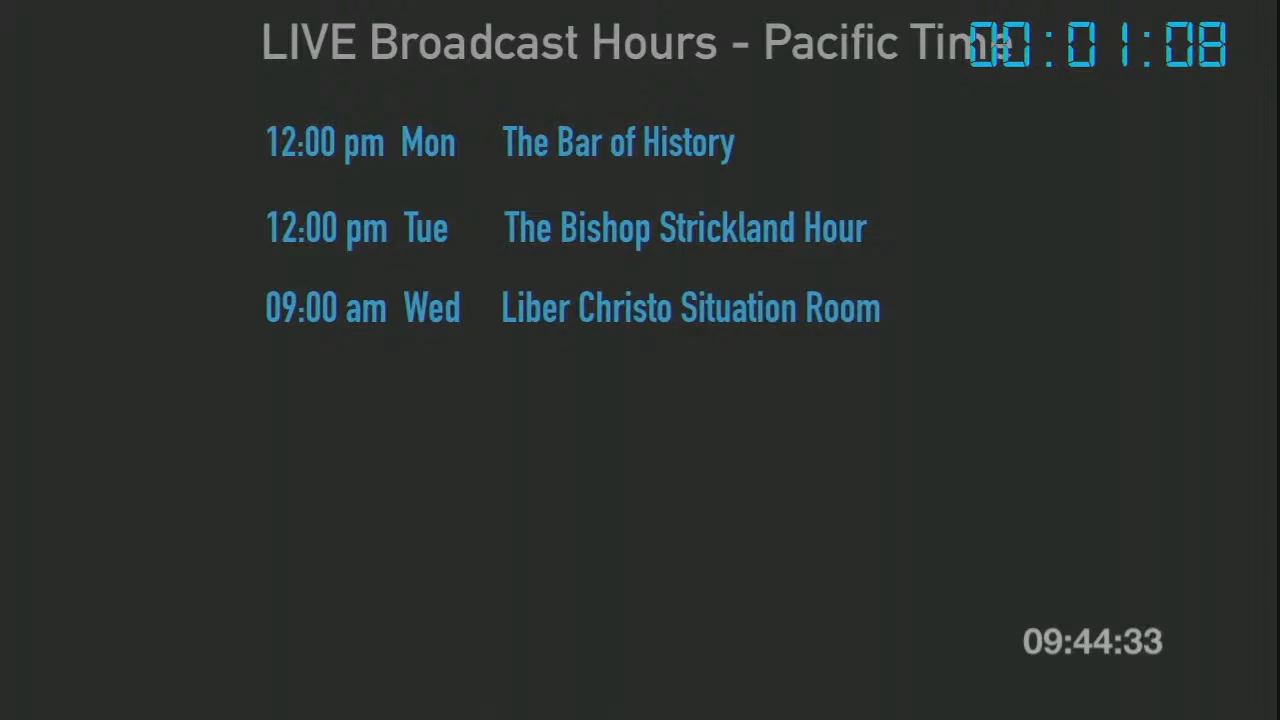 LIVE Broadcast Hours - Pacific Time
00:01:08
12:00 pm Mon The Bar of History
12:00 pm Tue The Bishop Strickland Hour
09:00 am Wed Liber Christo Situation Room
09:44:33